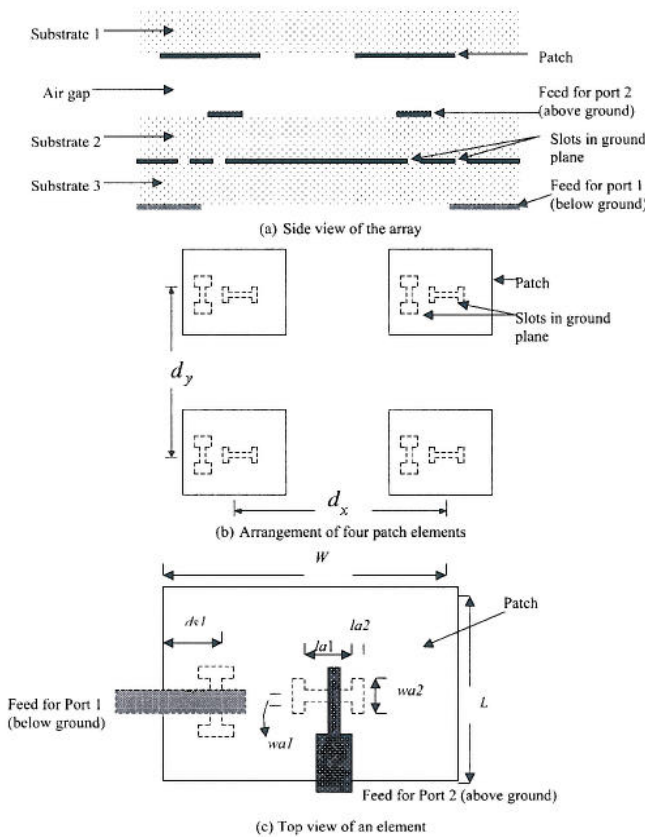 Substrate 1
Patch
Air gap
Feed for port 2
(above ground)
Substrate 2
Slots in ground
plane
Substrate 3
Feed for port 1
(below ground)
(a) Side view of the array
Patch
Slots in ground
plane
d_y
d_x
(b) Arrangement of four patch elements
W
Patch
ds1
la1
la2
Feed for Port 1
(below ground)
wa1
wa2
L
Feed for Port 2 (above ground)
(c) Top view of an element